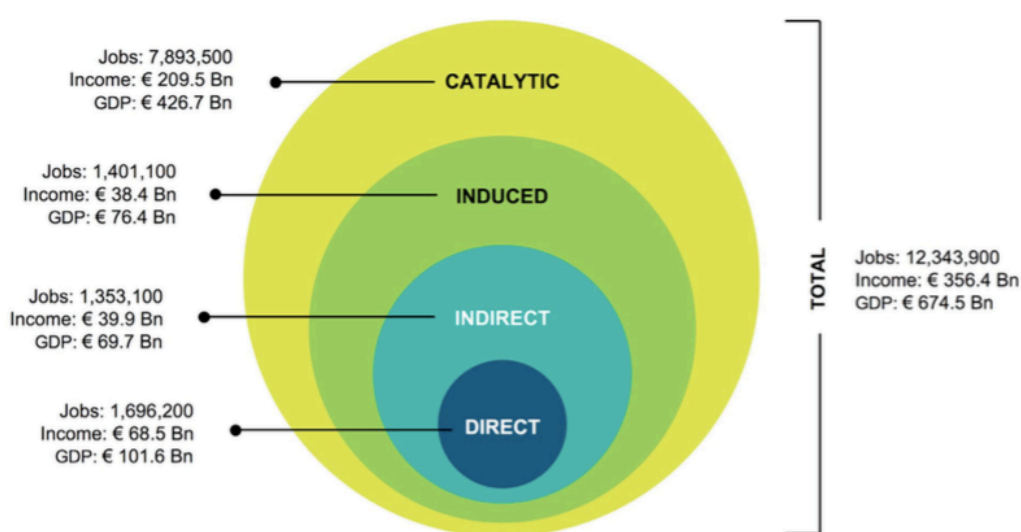 Jobs: 7,893,500
Income: € 209.5 Bn
GDP: € 426.7 Bn
CATALYTIC
Jobs: 1,401,100
Income: € 38.4 Bn
GDP: € 76.4 Bn
INDUCED
Jobs: 1,353,100
Income: € 39.9 Bn
GDP: € 69.7 Bn
INDIRECT
Jobs: 1,696,200
Income: € 68.5 Bn
GDP: € 101.6 Bn
DIRECT
TOTAL
Jobs: 12,343,900
Income: € 356.4 Bn
GDP: € 674.5 Bn